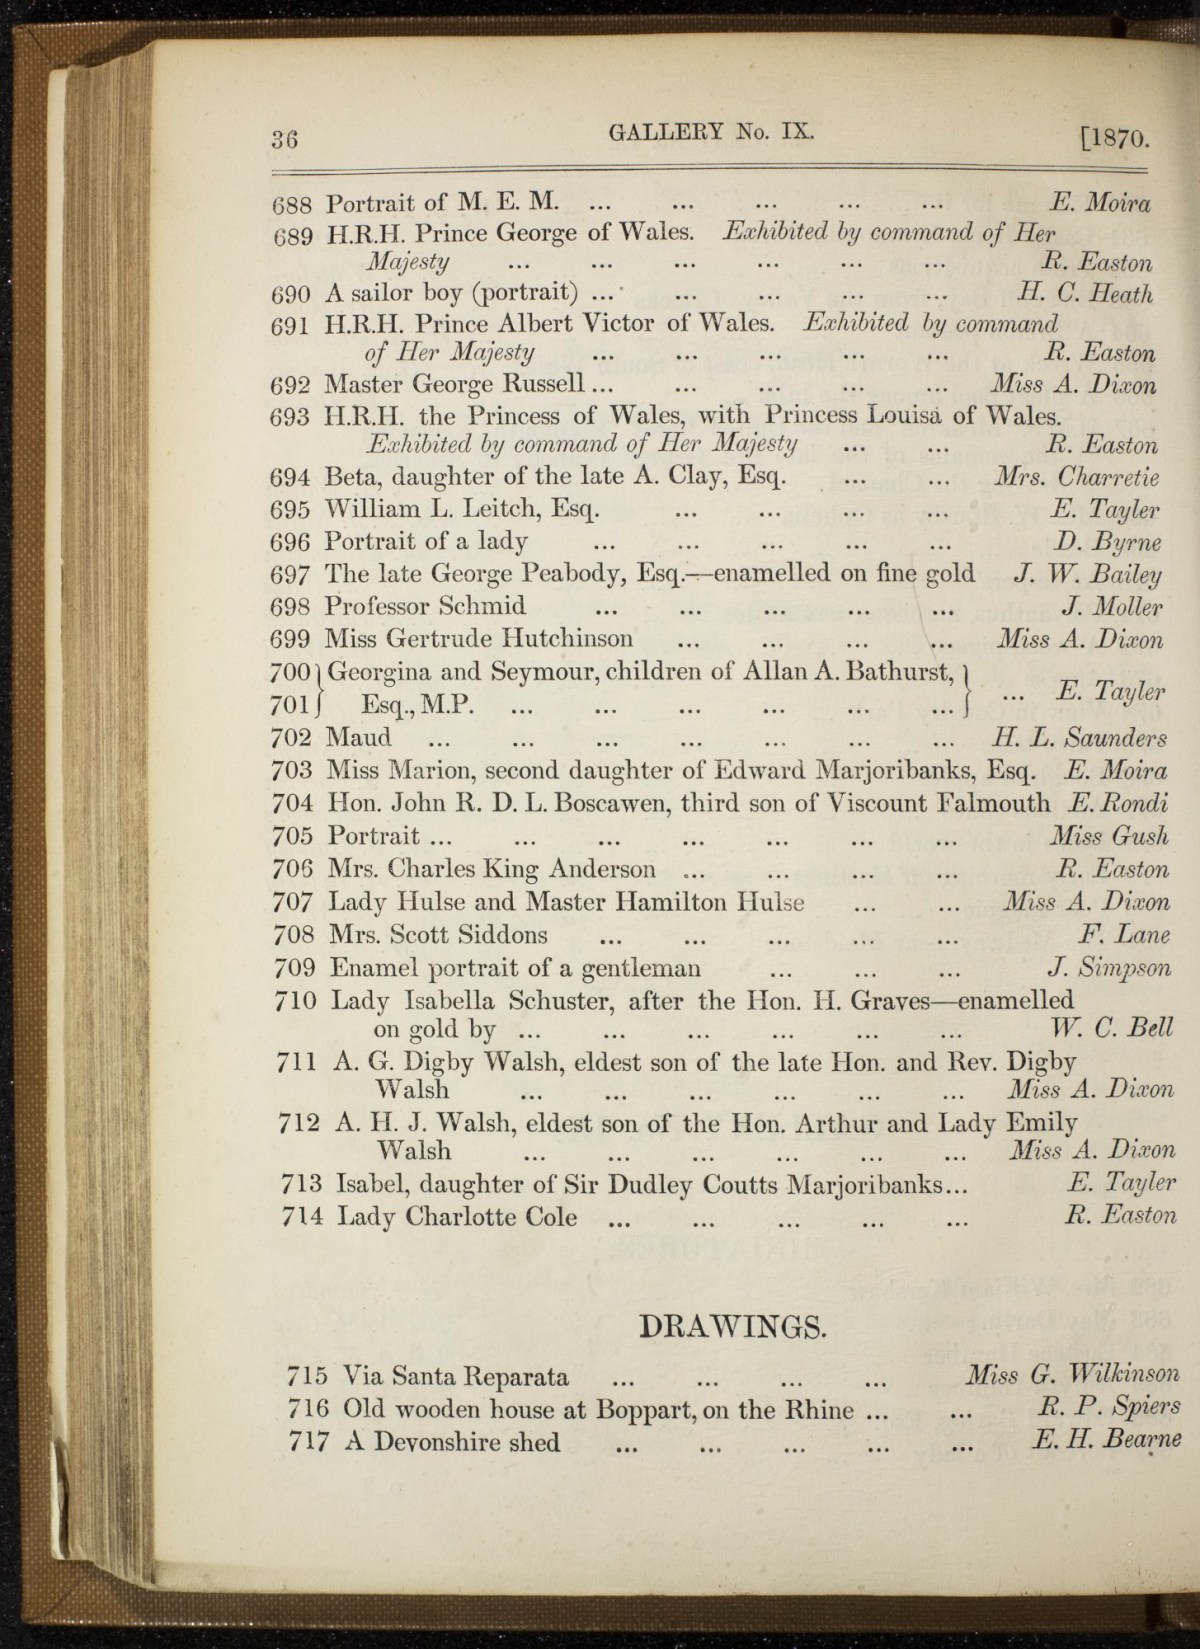 36 GALLERY No. IX. [1870.
688 Portrait of M. E. M. ... ... ... ... ... E. Moira
689 H.R.H. Prince George of Wales. Exhibited by command of Her
Majesty ... ... ... ... ... ... R. Easton
690 A sailor boy (portrait) ... ... ... ... ... H. C. Heath
691 H.R.H. Prince Albert Victor of Wales. Exhibited by command
of Her Majesty ... ... ... ... ... R. Easton
692 Master George Russell ... ... ... ... ... Miss A. Dixon
693 H.R.H. the Princess of Wales, with Princess Louisa of Wales.
Exhibited by command of Her Majesty ... ... R. Easton
694 Beta, daughter of the late A. Clay, Esq. ... ... Mrs. Charretie
695 William L. Leitch, Esq. ... ... ... ... E. Tayler
696 Portrait of a lady ... ... ... ... ... D. Byrne
697 The late George Peabody, Esq.—enamelled on fine gold J. W. Bailey
698 Professor Schmid ... ... ... ... ... J. Moller
699 Miss Gertrude Hutchinson ... ... ... ... Miss A. Dixon
700 } Georgina and Seymour, children of Allan A. Bathurst, }
701 } Esq., M.P. ... ... ... ... ... ... } ... E. Tayler
702 Maud ... ... ... ... ... ... ... H. L. Saunders
703 Miss Marion, second daughter of Edward Marjoribanks, Esq. E. Moira
704 Hon. John R. D. L. Boscawen, third son of Viscount Falmouth E. Rondi
705 Portrait ... ... ... ... ... ... ... Miss Gush
706 Mrs. Charles King Anderson ... ... ... ... R. Easton
707 Lady Hulse and Master Hamilton Hulse ... ... Miss A. Dixon
708 Mrs. Scott Siddons ... ... ... ... ... F. Lane
709 Enamel portrait of a gentleman ... ... ... J. Simpson
710 Lady Isabella Schuster, after the Hon. H. Graves—enamelled
on gold by ... ... ... ... ... ... W. C. Bell
711 A. G. Digby Walsh, eldest son of the late Hon. and Rev. Digby
Walsh ... ... ... ... ... ... Miss A. Dixon
712 A. H. J. Walsh, eldest son of the Hon. Arthur and Lady Emily
Walsh ... ... ... ... ... ... Miss A. Dixon
713 Isabel, daughter of Sir Dudley Coutts Marjoribanks... E. Tayler
714 Lady Charlotte Cole ... ... ... ... ... R. Easton
DRAWINGS.
715 Via Santa Reparata ... ... ... ... Miss G. Wilkinson
716 Old wooden house at Boppart, on the Rhine ... ... R. P. Spiers
717 A Devonshire shed ... ... ... ... ... E. H. Bearne